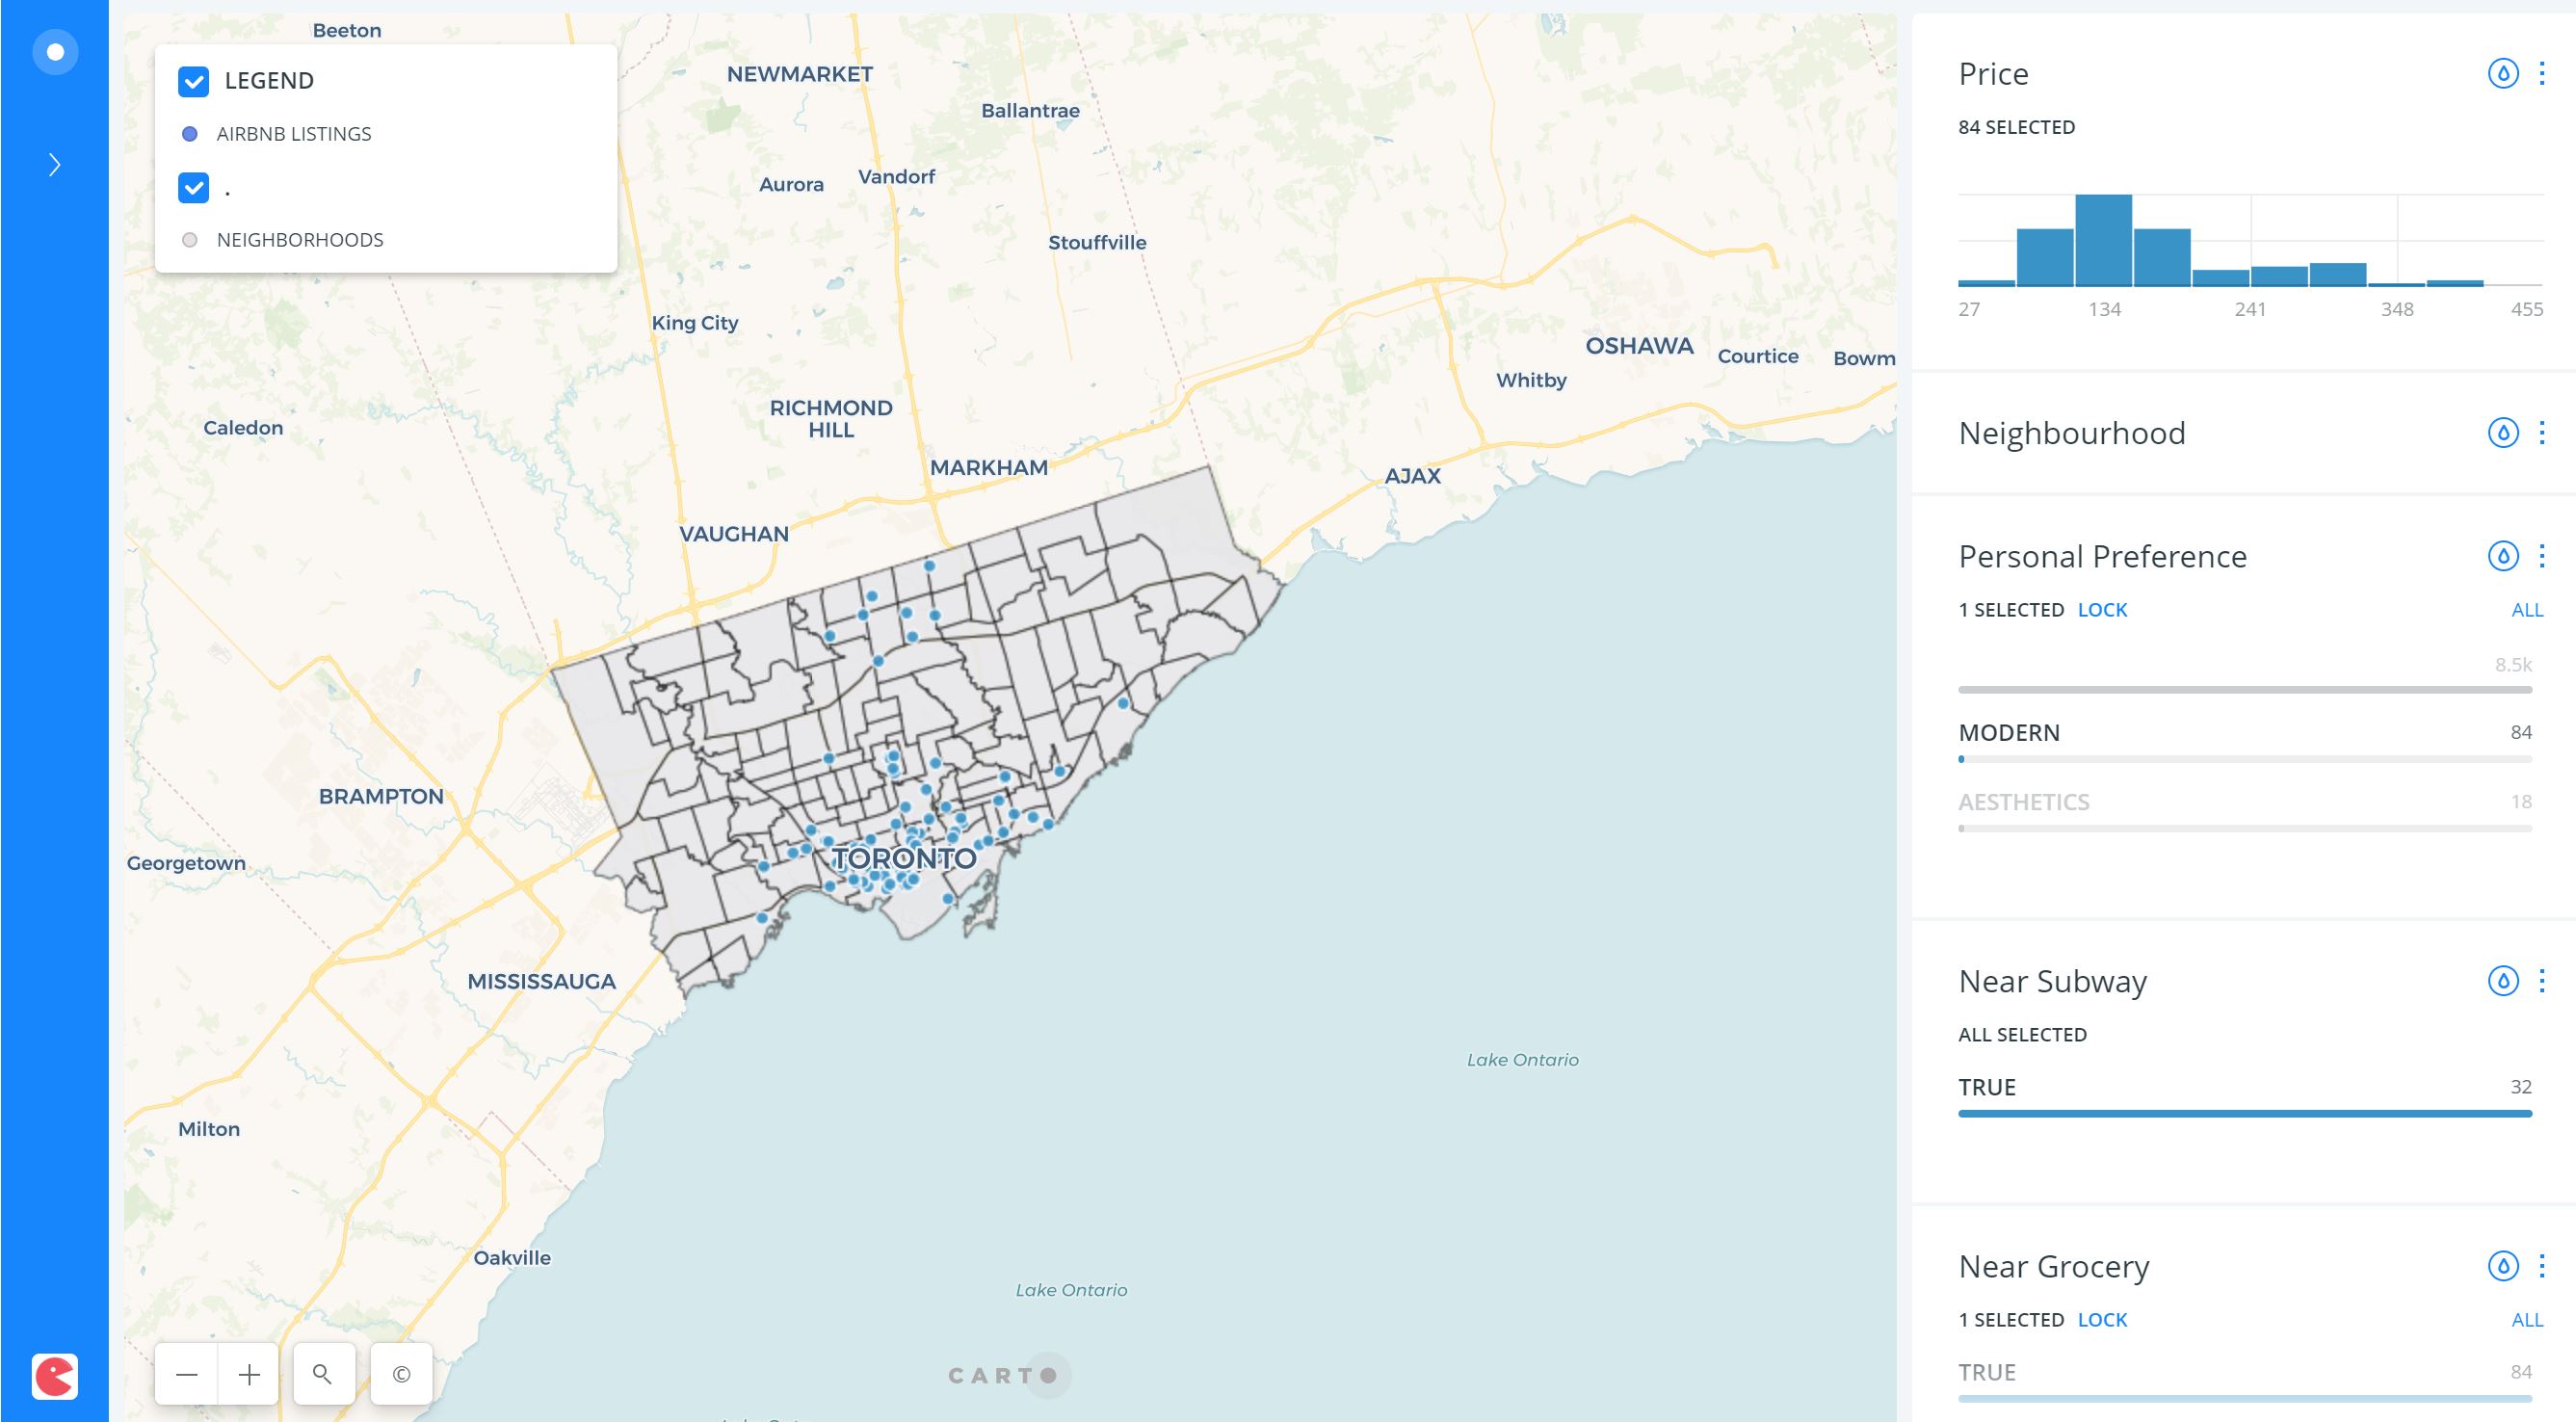 LEGEND
AIRBNB LISTINGS
.
NEIGHBORHOODS
Beeton
NEWMARKET
Ballantrae
Aurora
Vandorf
Stouffville
King City
OSHAWA
Courtice
Bowm
Whitby
RICHMOND
HILL
Caledon
MARKHAM
AJAX
VAUGHAN
BRAMPTON
Georgetown
TORONTO
MISSISSAUGA
Lake Ontario
Milton
Oakville
Lake Ontario
CARTO
©
Price
84 SELECTED
27 134 241 348 455
Neighbourhood
Personal Preference
1 SELECTED LOCK ALL
8.5k
MODERN 84
AESTHETICS 18
Near Subway
ALL SELECTED
TRUE 32
Near Grocery
1 SELECTED LOCK ALL
TRUE 84